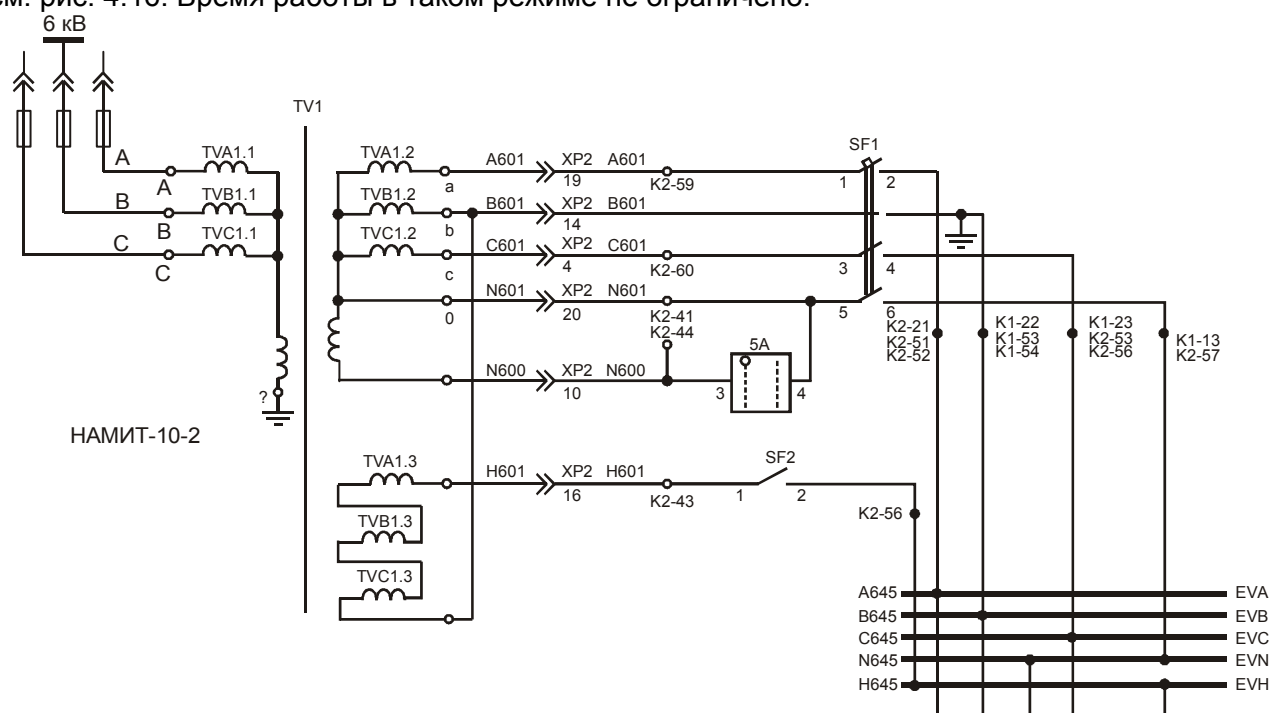 см. рис. 4.16. Время работы в таком режиме не ограничено.
6 кВ
TV1
A
TVA1.1
A
B
TVB1.1
B
C
TVC1.1
C
?
НАМИТ-10-2
TVA1.2
a
A601
XP2
A601
19
K2-59
TVB1.2
b
B601
XP2
B601
14
TVC1.2
c
C601
XP2
C601
4
K2-60
0
N601
XP2
N601
20
K2-41
K2-44
N600
XP2
N600
10
5A
3
4
SF1
1
2
3
4
5
6
K2-21
K2-51
K2-52
K1-22
K1-53
K1-54
K1-23
K2-53
K2-56
K1-13
K2-57
TVA1.3
H601
XP2
H601
16
K2-43
SF2
1
2
K2-56
TVB1.3
TVC1.3
A645
EVA
B645
EVB
C645
EVC
N645
EVN
H645
EVH